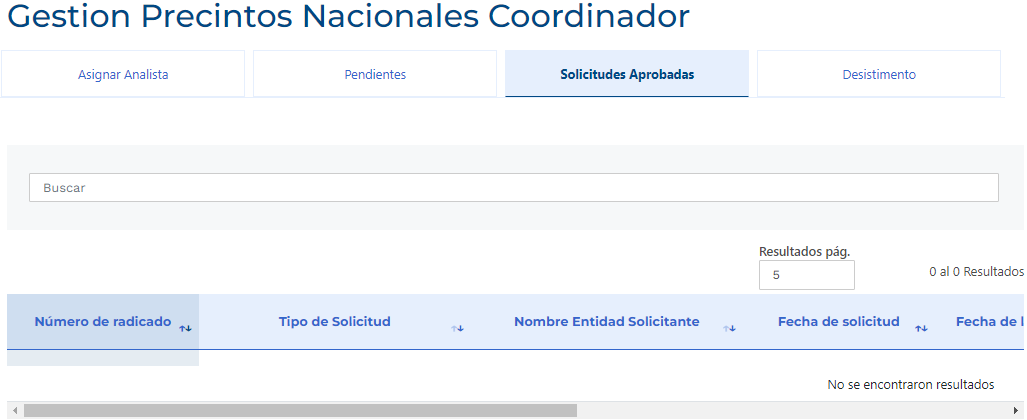 Gestion Precintos Nacionales Coordinador
Asignar Analista
Pendientes
Solicitudes Aprobadas
Desistimento
Buscar
Resultados pág.
5
0 al 0 Resultados
Número de radicado
Tipo de Solicitud
Nombre Entidad Solicitante
Fecha de solicitud
Fecha de
No se encontraron resultados